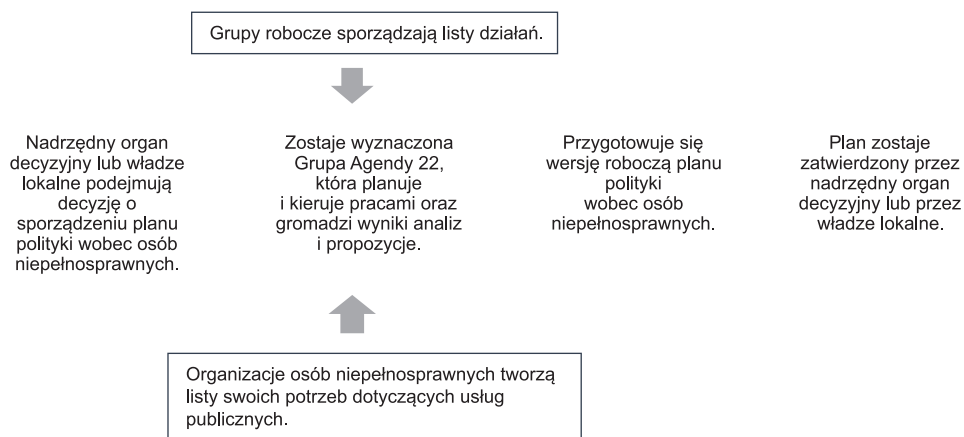 Grupy robocze sporządzają listy działań.
Nadrzędny organ
decyzyjny lub władze
lokalne podejmują
decyzję o
sporządzeniu planu
polityki wobec osób
niepełnosprawnych.
Zostaje wyznaczona
Grupa Agendy 22,
która planuje
i kieruje pracami oraz
gromadzi wyniki analiz
i propozycje.
Przygotowuje się
wersję roboczą planu
polityki
wobec osób
niepełnosprawnych.
Plan zostaje
zatwierdzony przez
nadrzędny organ
decyzyjny lub przez
władze lokalne.
Organizacje osób niepełnosprawnych tworzą
listy swoich potrzeb dotyczących usług
publicznych.